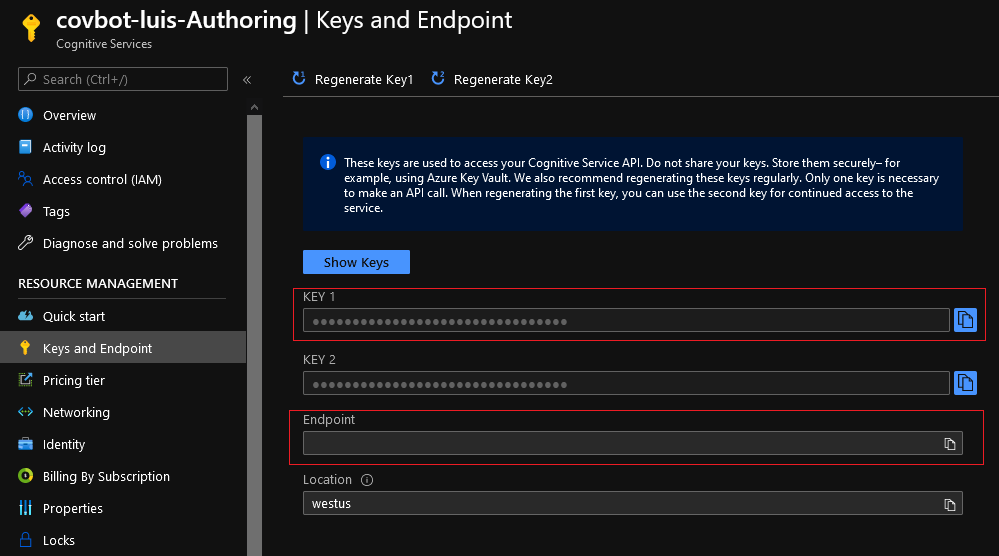 covbot-luis-Authoring | Keys and Endpoint
Cognitive Services
Search (Ctrl+/)
«
Regenerate Key1
Regenerate Key2
Overview
Activity log
Access control (IAM)
Tags
Diagnose and solve problems
RESOURCE MANAGEMENT
Quick start
Keys and Endpoint
Pricing tier
Networking
Identity
Billing By Subscription
Properties
Locks
These keys are used to access your Cognitive Service API. Do not share your keys. Store them securely– for
example, using Azure Key Vault. We also recommend regenerating these keys regularly. Only one key is necessary
to make an API call. When regenerating the first key, you can use the second key for continued access to the
service.
Show Keys
KEY 1
●●●●●●●●●●●●●●●●●●●●●●●●●●●●●●●●
KEY 2
●●●●●●●●●●●●●●●●●●●●●●●●●●●●●●●●
Endpoint
Location
westus